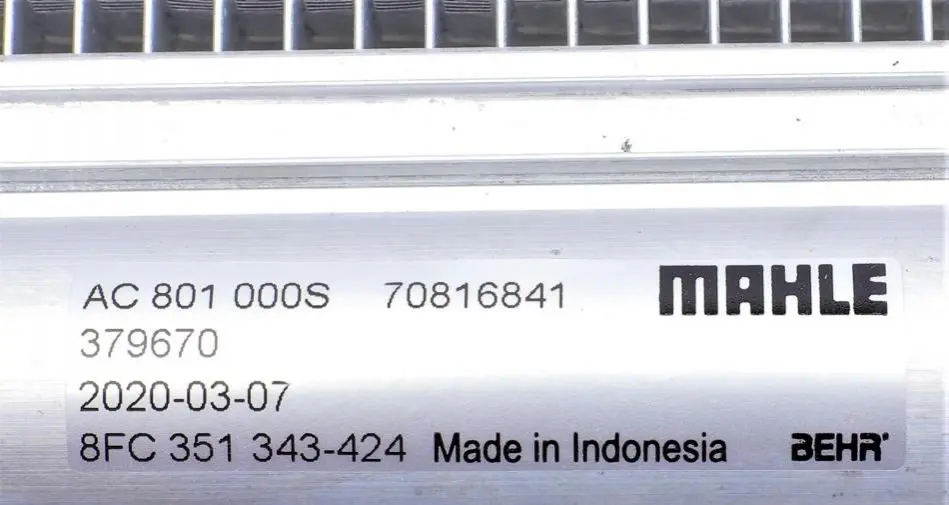 AC 801 000S 70816841 MAHLE
379670
2020-03-07
8FC 351 343-424 Made in Indonesia BEHR